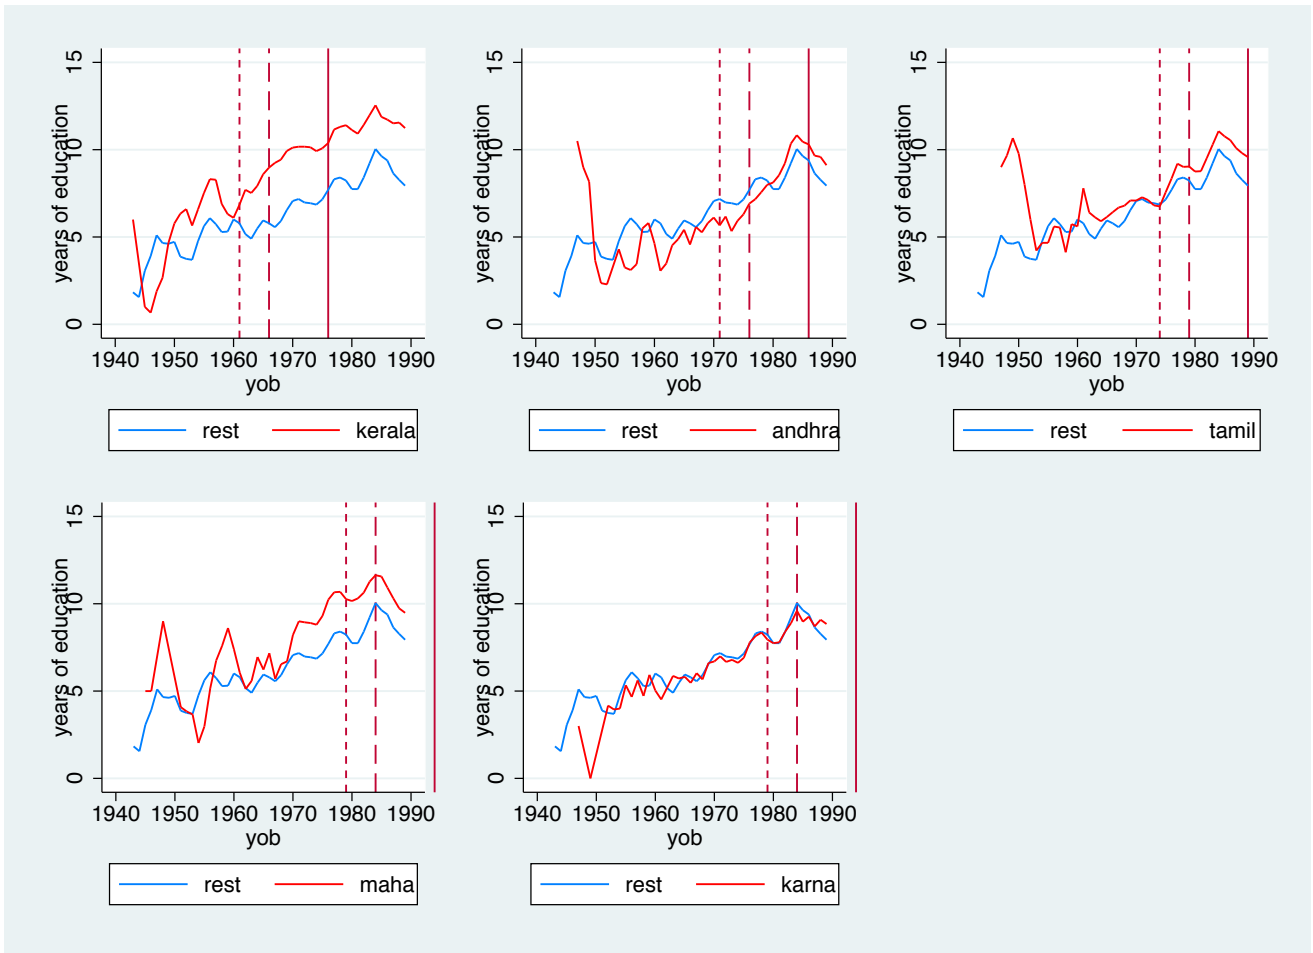 years of education
15
10
5
0
1940 1950 1960 1970 1980 1990
yob
rest kerala
years of education
15
10
5
0
1940 1950 1960 1970 1980 1990
yob
rest andhra
years of education
15
10
5
0
1940 1950 1960 1970 1980 1990
yob
rest tamil
years of education
15
10
5
0
1940 1950 1960 1970 1980 1990
yob
rest maha
years of education
15
10
5
0
1940 1950 1960 1970 1980 1990
yob
rest karna